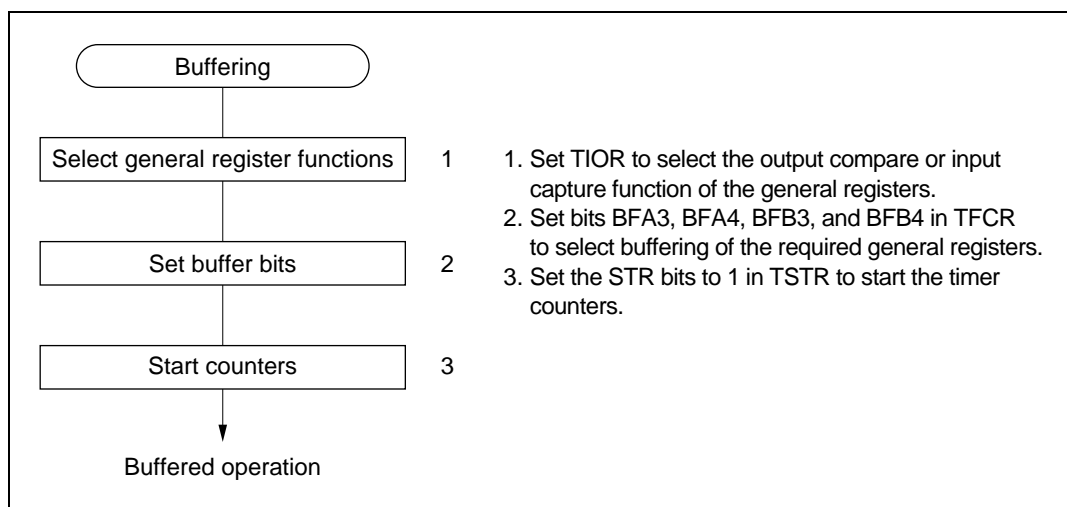 Buffering
Select general register functions
1
Set buffer bits
2
Start counters
3
Buffered operation
1. Set TIOR to select the output compare or input
capture function of the general registers.
2. Set bits BFA3, BFA4, BFB3, and BFB4 in TFCR
to select buffering of the required general registers.
3. Set the STR bits to 1 in TSTR to start the timer
counters.